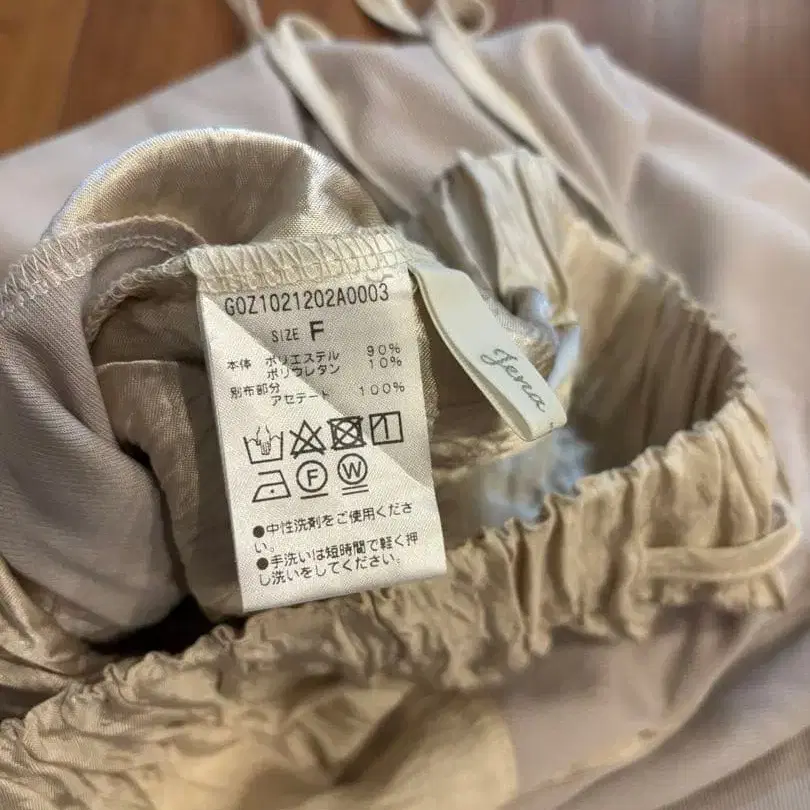 G0Z1021202A0003
SIZE F
本体 ポリエステル 90%
ポリウレタン 10%
別布部分
アセテート 100%
F W
●中性洗剤をご使用くださ
い。
●手洗いは短時間で軽く押
し洗いをしてください。
Jena